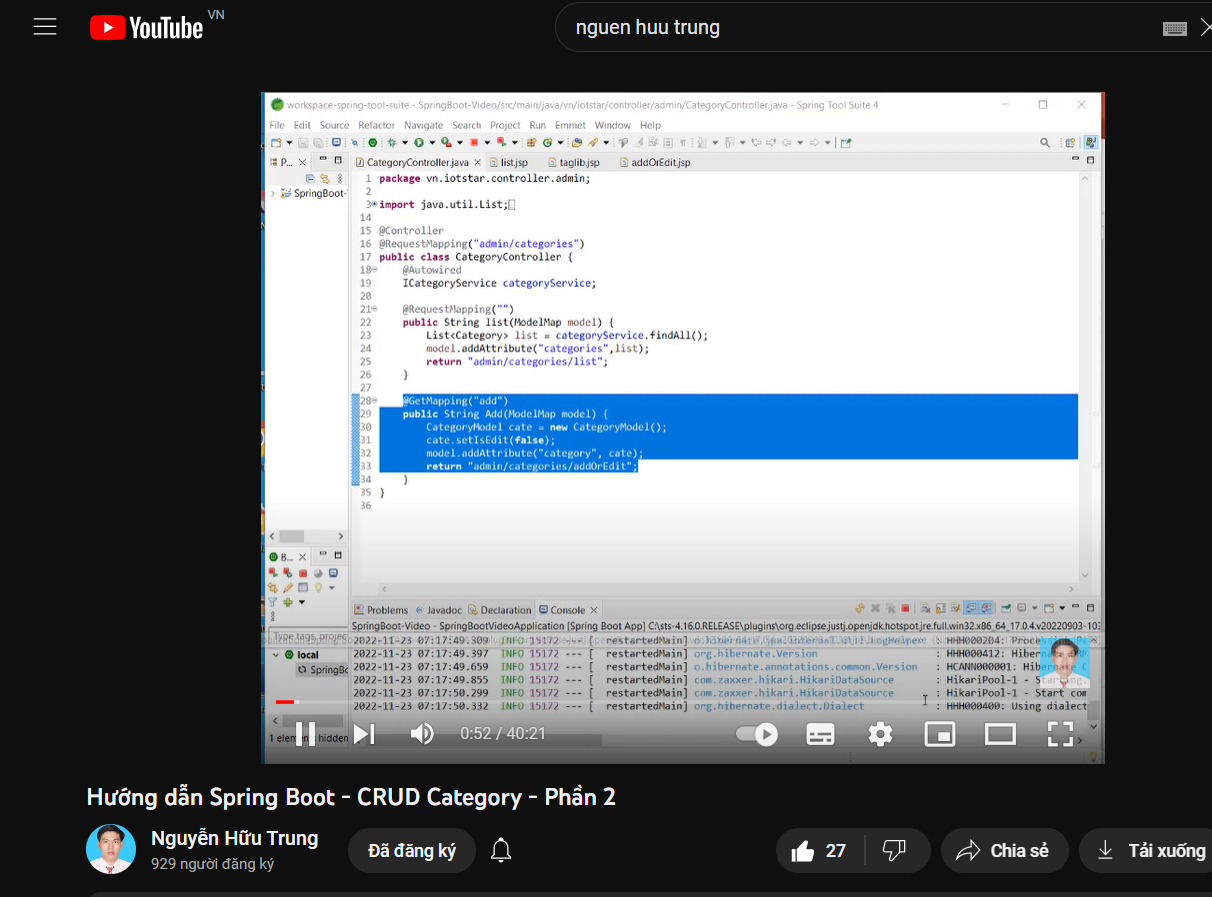 YouTube VN
nguen huu trung
workspace-spring-tool-suite - SpringBoot-Video/src/main/java/vn/iotstar/controller/admin/CategoryController.java - Spring Tool Suite 4
File Edit Source Refactor Navigate Search Project Run Emmet Window Help
P... CategoryController.java list.jsp taglib.jsp addOrEdit.jsp
SpringBoot-
1 package vn.iotstar.controller.admin;
2
3 import java.util.List;
14
15 @Controller
16 @RequestMapping("admin/categories")
17 public class CategoryController {
18 @Autowired
19 ICategoryService categoryService;
20
21 @RequestMapping("")
22 public String list(ModelMap model) {
23 List<Category> list = categoryService.findAll();
24 model.addAttribute("categories",list);
25 return "admin/categories/list";
26 }
27
28 @GetMapping("add")
29 public String Add(ModelMap model) {
30 CategoryModel cate = new CategoryModel();
31 cate.setIsEdit(false);
32 model.addAttribute("category", cate);
33 return "admin/categories/addOrEdit";
34 }
35 }
36
B...
Type tags, projec
local
SpringBo
1 elem hidden
Problems Javadoc Declaration Console
SpringBoot-Video - SpringBootVideoApplication [Spring Boot App] C:\sts-4.16.0.RELEASE\plugins\org.eclipse.justj.openjdk.hotspot.jre.full.win32.x86_64_17.0.4.v20220903-103
2022-11-23 07:17:49.309 INFO 15172 --- [ restartedMain] : HHH000204: Proce
2022-11-23 07:17:49.397 INFO 15172 --- [ restartedMain] org.hibernate.Version : HHH000412: Hiber
2022-11-23 07:17:49.659 INFO 15172 --- [ restartedMain] o.hibernate.annotations.common.Version : HCANN000001: Hibe
2022-11-23 07:17:49.855 INFO 15172 --- [ restartedMain] com.zaxxer.hikari.HikariDataSource : HikariPool-1 - Starting.
2022-11-23 07:17:50.299 INFO 15172 --- [ restartedMain] com.zaxxer.hikari.HikariDataSource : HikariPool-1 - Start com
2022-11-23 07:17:50.332 INFO 15172 --- [ restartedMain] org.hibernate.dialect.Dialect : HHH000400: Using dialect
0:52 / 40:21
Hướng dẫn Spring Boot - CRUD Category - Phần 2
Nguyễn Hữu Trung
929 người đăng ký
Đã đăng ký
27
Chia sẻ
Tải xuống